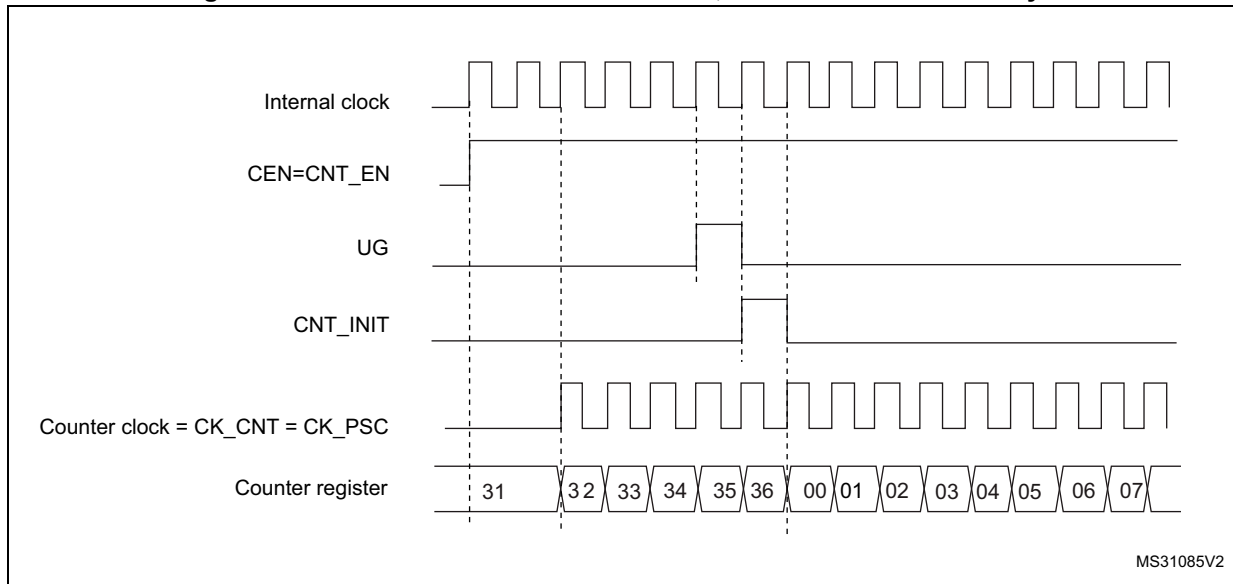 Internal clock
CEN=CNT_EN
UG
CNT_INIT
Counter clock = CK_CNT = CK_PSC
Counter register 31 32 33 34 35 36 00 01 02 03 04 05 06 07
MS31085V2